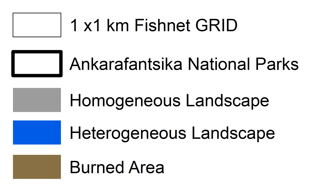 1 x1 km Fishnet GRID
Ankarafantsika National Parks
Homogeneous Landscape
Heterogeneous Landscape
Burned Area